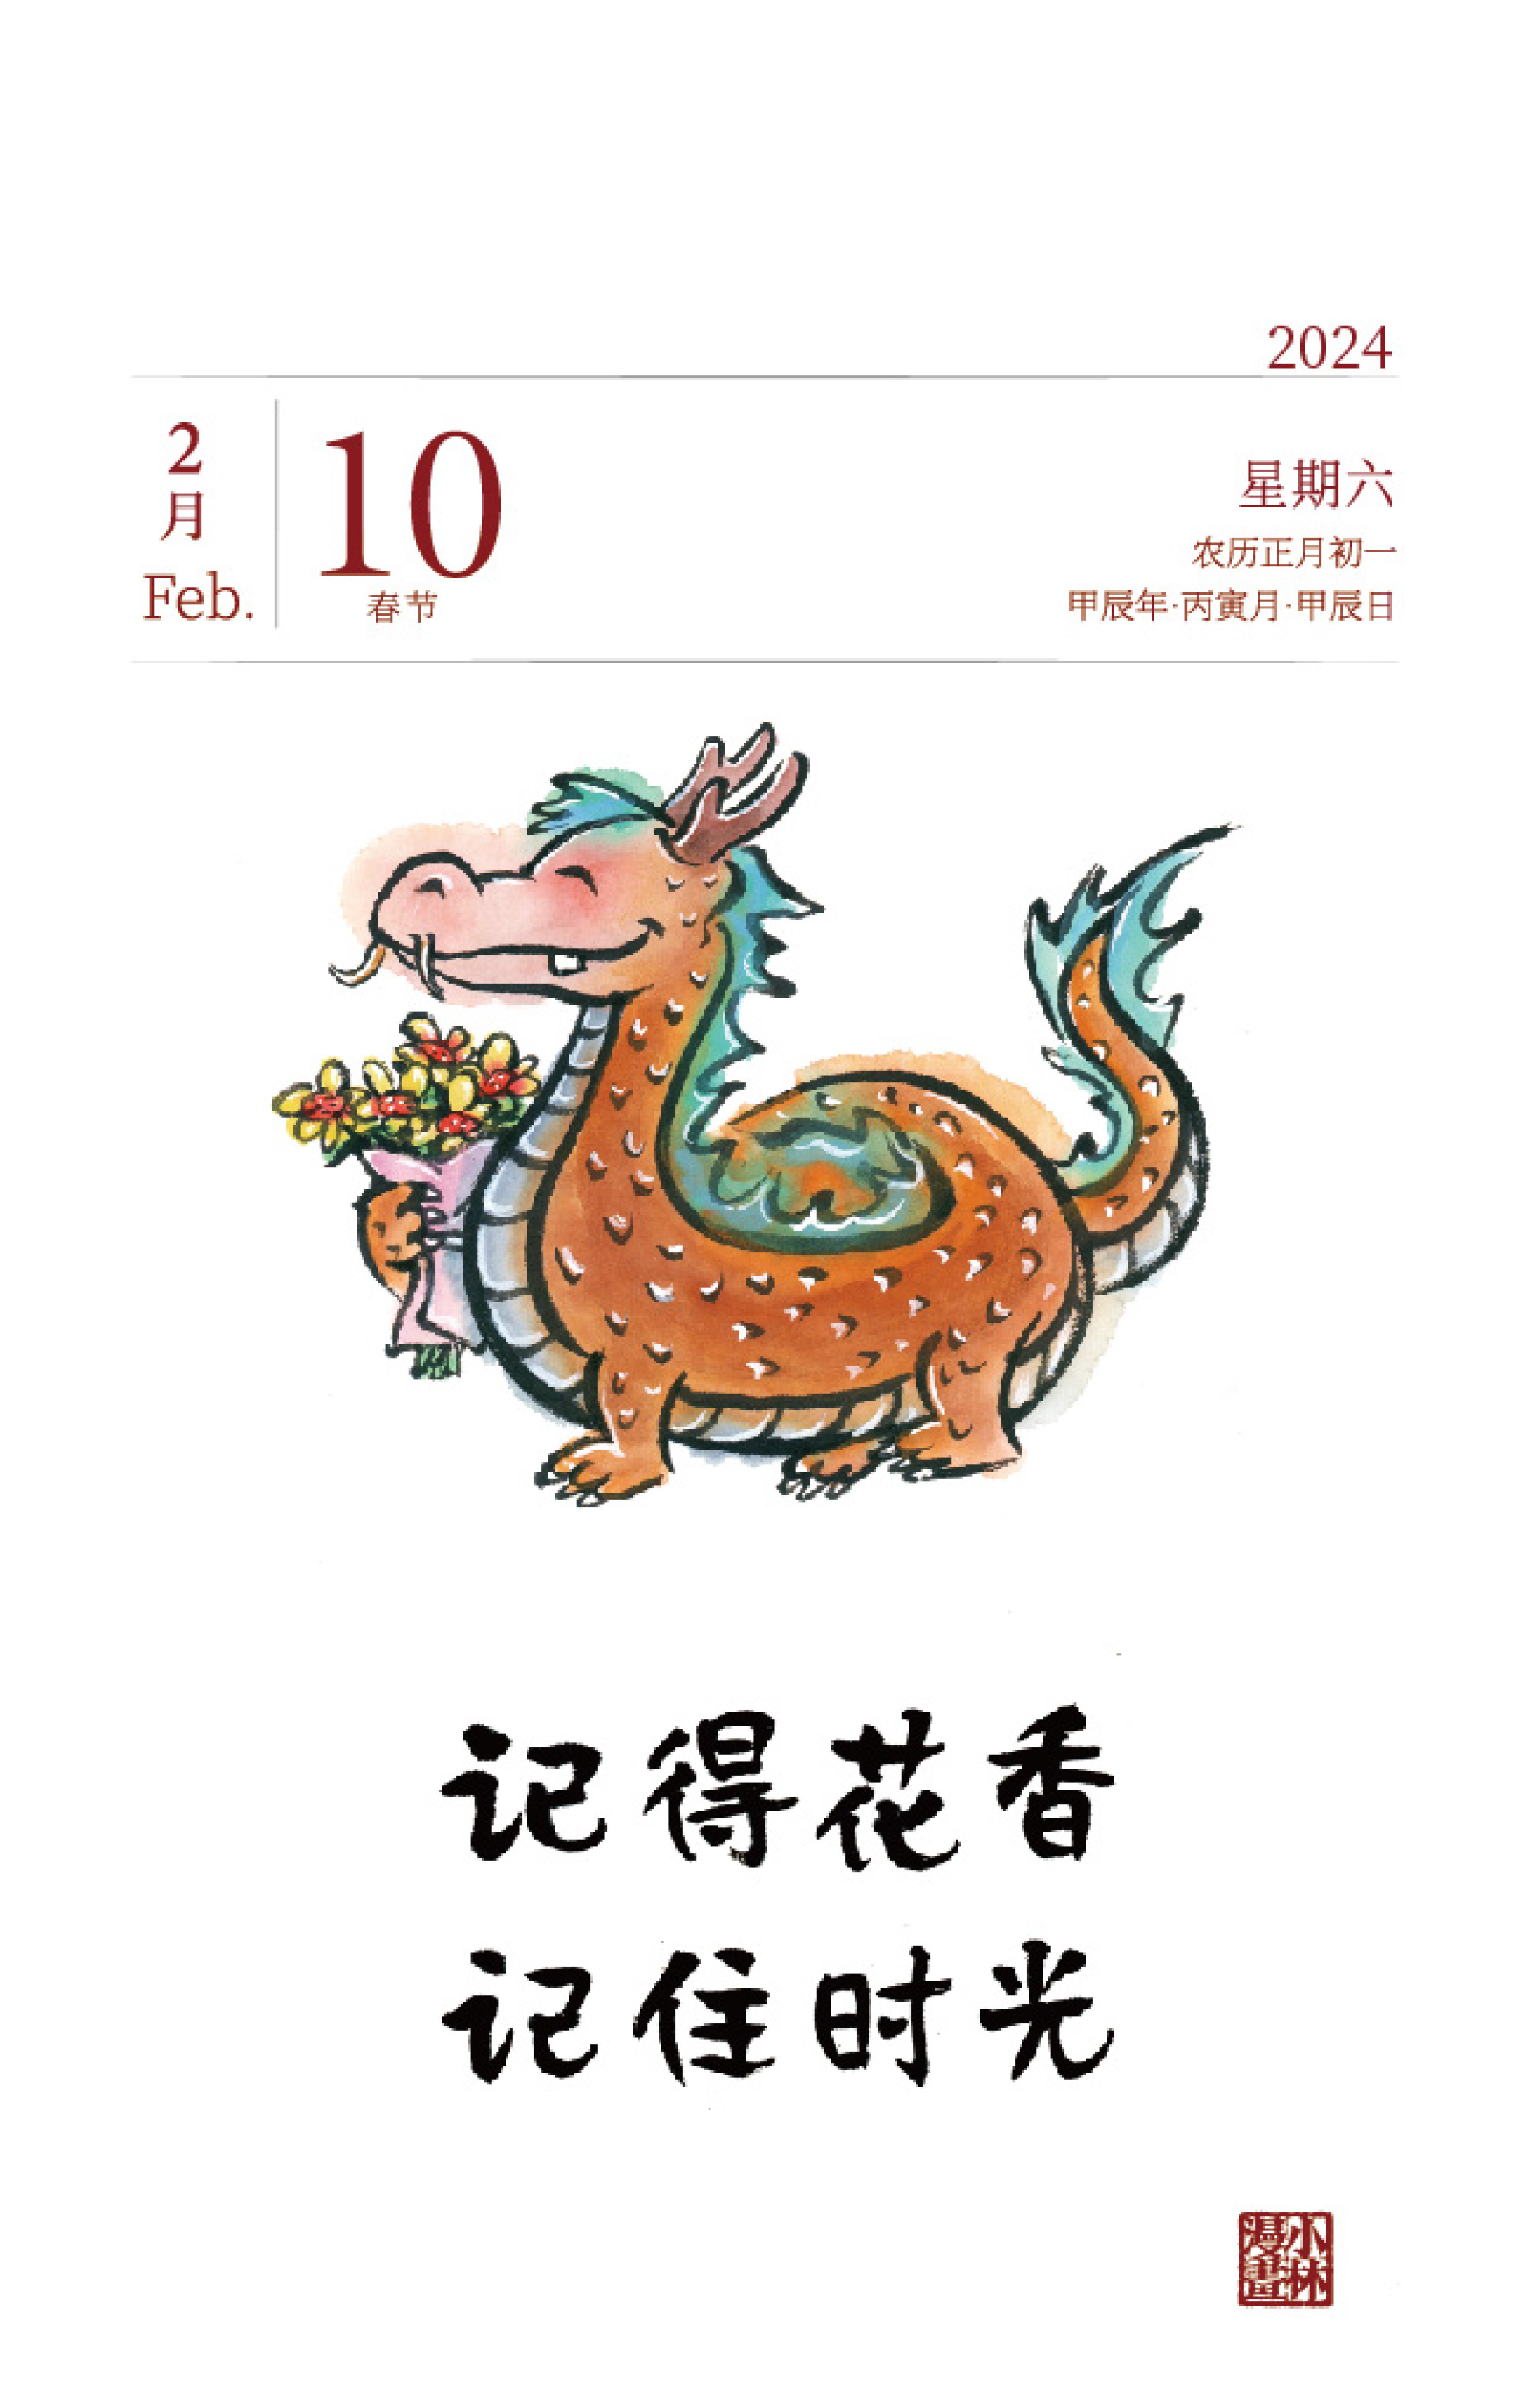 2024
2
月
Feb.
10
春节
星期六
农历正月初一
甲辰年·丙寅月·甲辰日
记得花香
记住时光
小林
漫畫